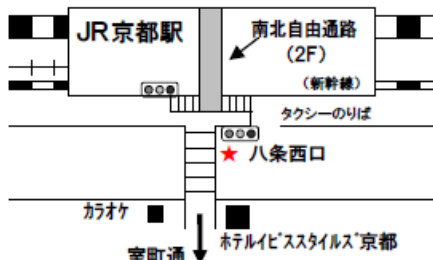 JR京都駅
南北自由通路
(2F)
(新幹線)
タクシーのりば
★ 八条西口
カラオケ
ホテルイビススタイルズ京都
室町通